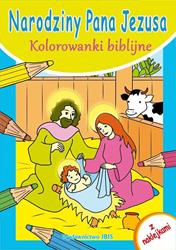 Narodziny Pana Jezusa
Kolorowanki biblijne
z naklejkami
Wydawnictwo IBIS